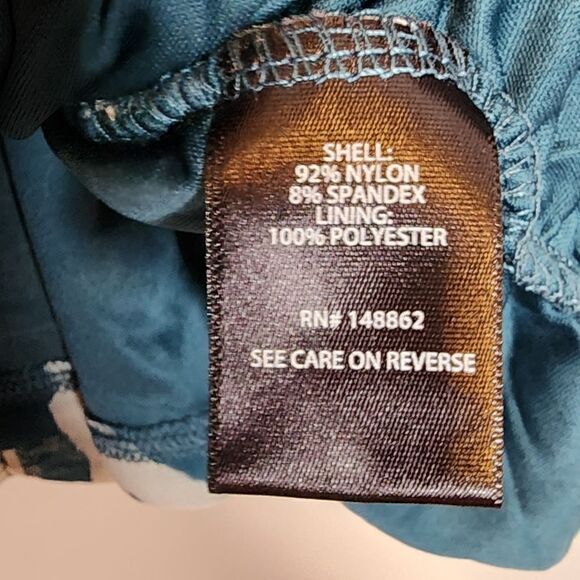 SHELL:
92% NYLON
8% SPANDEX
LINING:
100% POLYESTER
RN# 148862
SEE CARE ON REVERSE